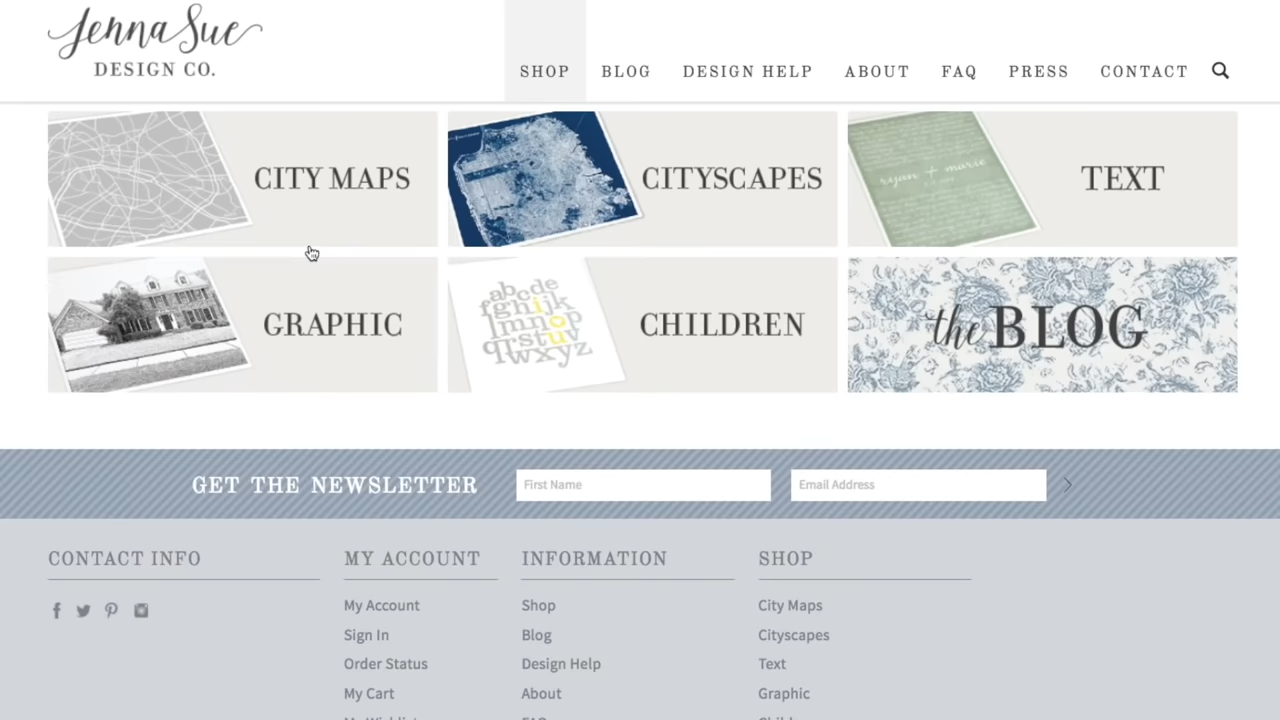 Jenna Sue
DESIGN CO.
SHOP BLOG DESIGN HELP ABOUT FAQ PRESS CONTACT
CITY MAPS CITYSCAPES TEXT
ryan + marie
GRAPHIC CHILDREN the BLOG
abcde
fghijk
lmnop
qrstuv
wxyz
GET THE NEWSLETTER First Name Email Address
CONTACT INFO MY ACCOUNT INFORMATION SHOP
My Account Shop City Maps
Sign In Blog Cityscapes
Order Status Design Help Text
My Cart About Graphic